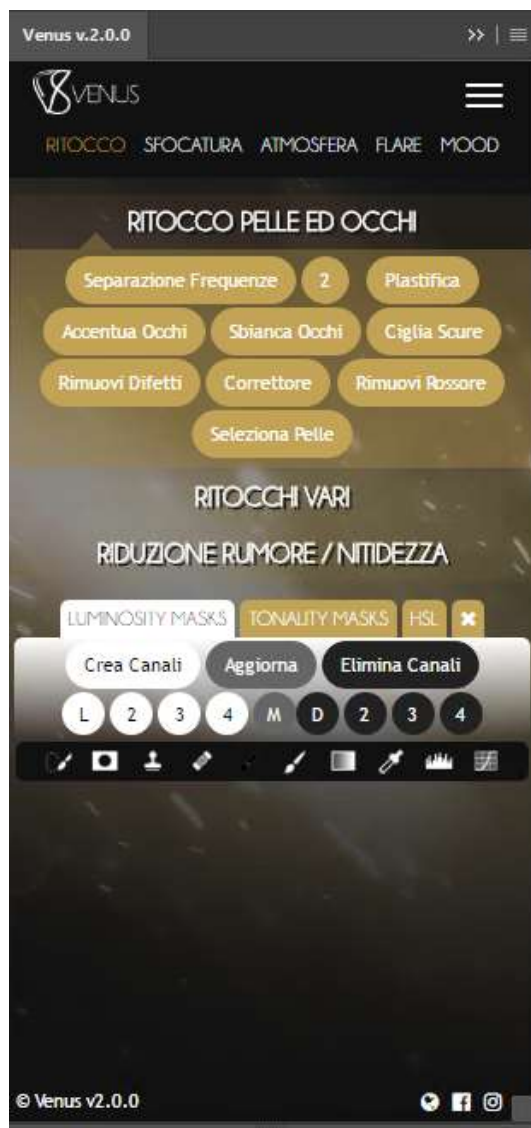 Venus v.2.0.0
VENUS
RITOCCO SFOCATURA ATMOSFERA FLARE MOOD
RITOCCO PELLE ED OCCHI
Separazione Frequenze 2 Plastifica
Accentua Occhi Sbianca Occhi Ciglia Scure
Rimuovi Difetti Correttore Rimuovi Rossore
Seleziona Pelle
RITOCCHI VARI
RIDUZIONE RUMORE / NITIDEZZA
LUMINOSITY MASKS TONALITY MASKS HSL
Crea Canali Aggiorna Elimina Canali
L 2 3 4 M D 2 3 4
© Venus v2.0.0